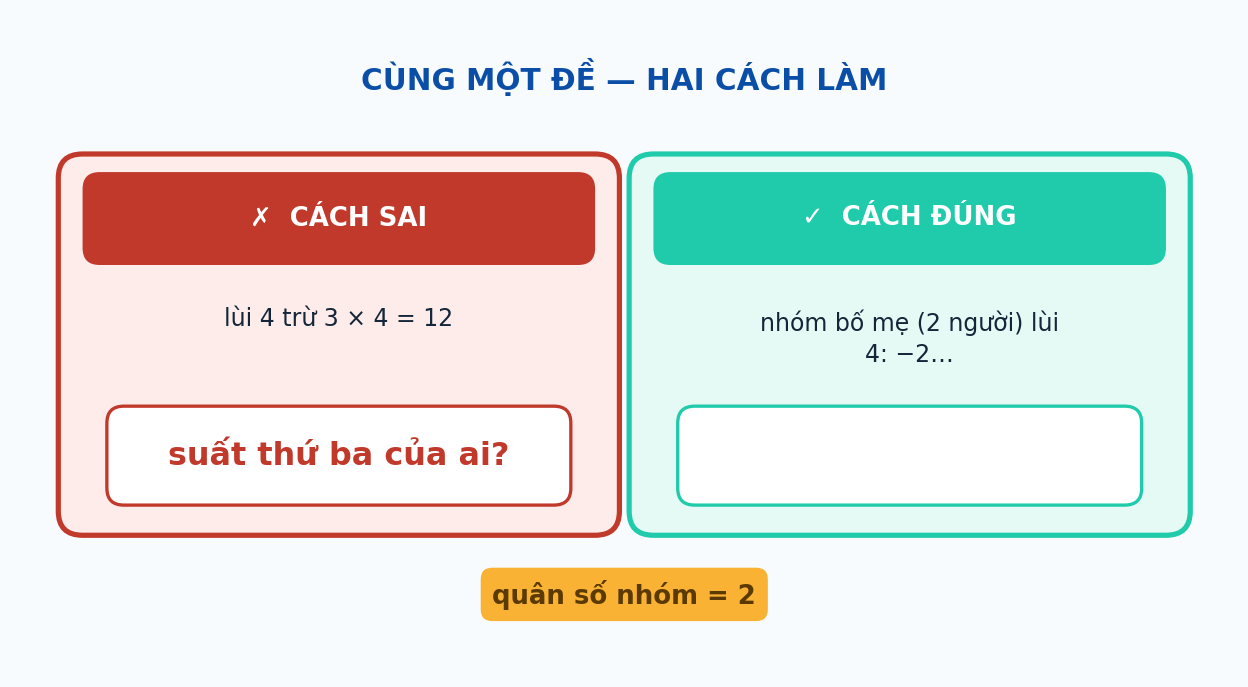 CÙNG MỘT ĐỀ — HAI CÁCH LÀM
✗ CÁCH SAI
lùi 4 trừ 3 × 4 = 12
suất thứ ba của ai?
✓ CÁCH ĐÚNG
nhóm bố mẹ (2 người) lùi
4: −2…
quân số nhóm = 2